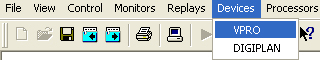 File View Control Monitors Replays Devices Processors
VPRO
DIGIPLAN